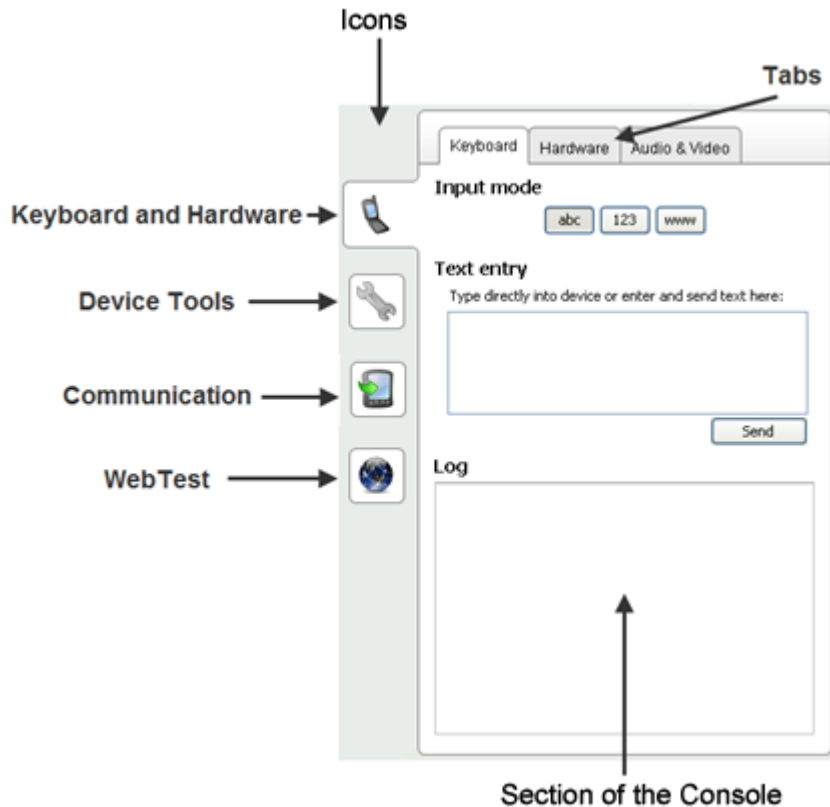 Icons
Tabs
Keyboard Hardware Audio & Video
Input mode
Keyboard and Hardware
abc 123 www
Text entry
Device Tools
Type directly into device or enter and send text here:
Communication
Send
Log
WebTest
Section of the Console